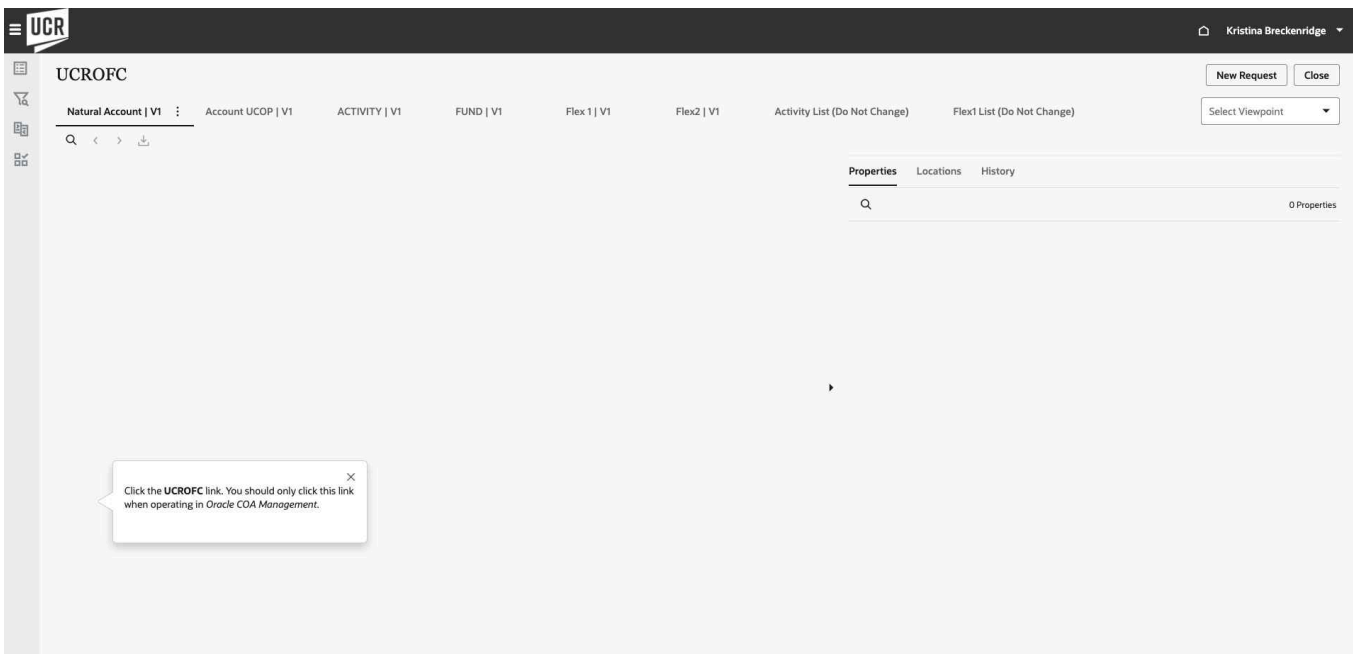 UCR
Kristina Breckenridge
UCROFC
New Request Close
Natural Account | V1 Account UCOP | V1 ACTIVITY | V1 FUND | V1 Flex 1 | V1 Flex2 | V1 Activity List (Do Not Change) Flex1 List (Do Not Change) Select Viewpoint
Properties Locations History
0 Properties
Click the UCROFC link. You should only click this link
when operating in Oracle COA Management.